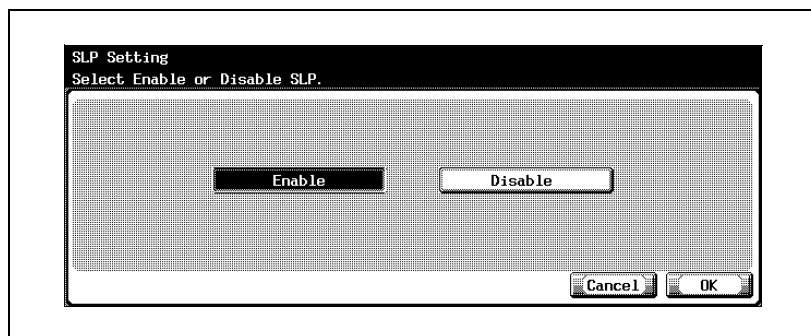 SLP Setting
Select Enable or Disable SLP.
Enable Disable
Cancel OK